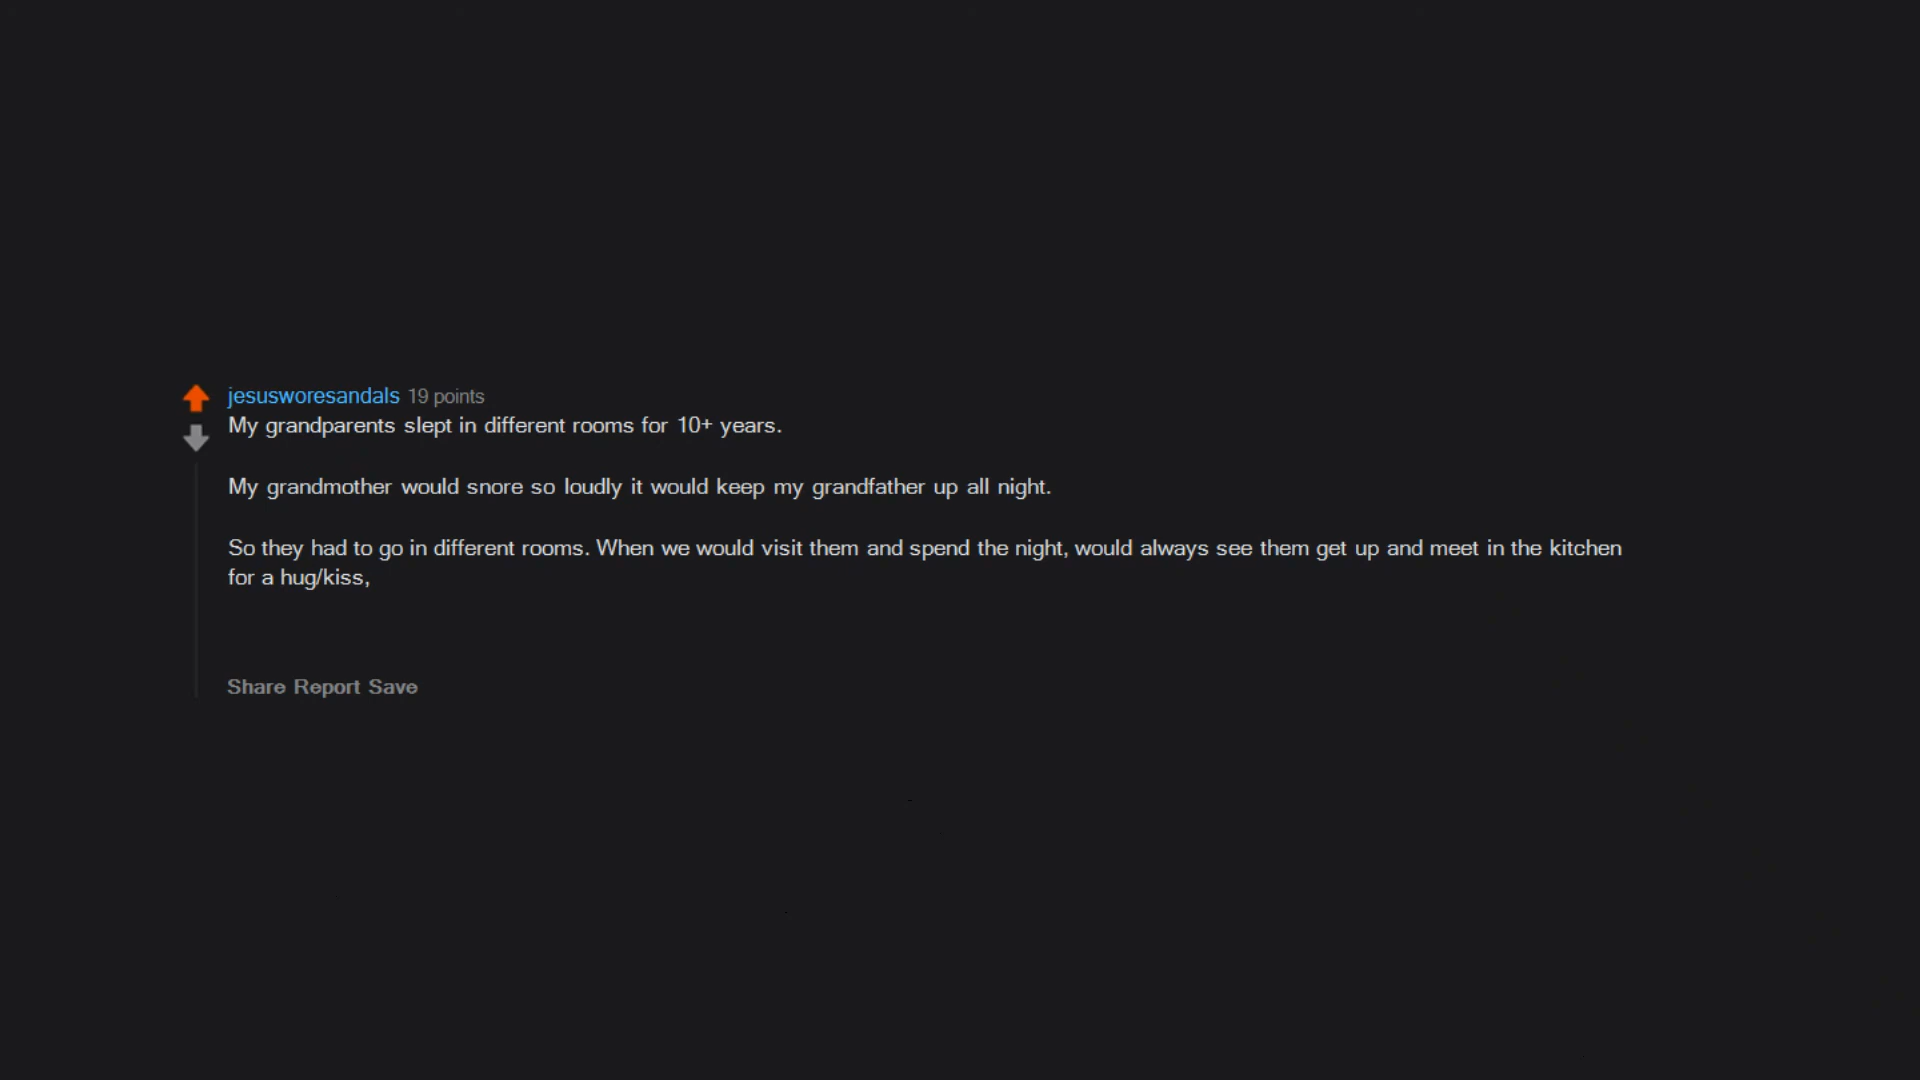 jesusworesandals 19 points
My grandparents slept in different rooms for 10+ years.
My grandmother would snore so loudly it would keep my grandfather up all night.
So they had to go in different rooms. When we would visit them and spend the night, would always see them get up and meet in the kitchen
for a hug/kiss,
Share Report Save